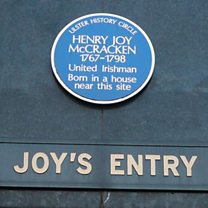 ULSTER HISTORY CIRCLE
HENRY JOY
McCRACKEN
1767-1798
United Irishman
Born in a house
near this site
JOY'S ENTRY